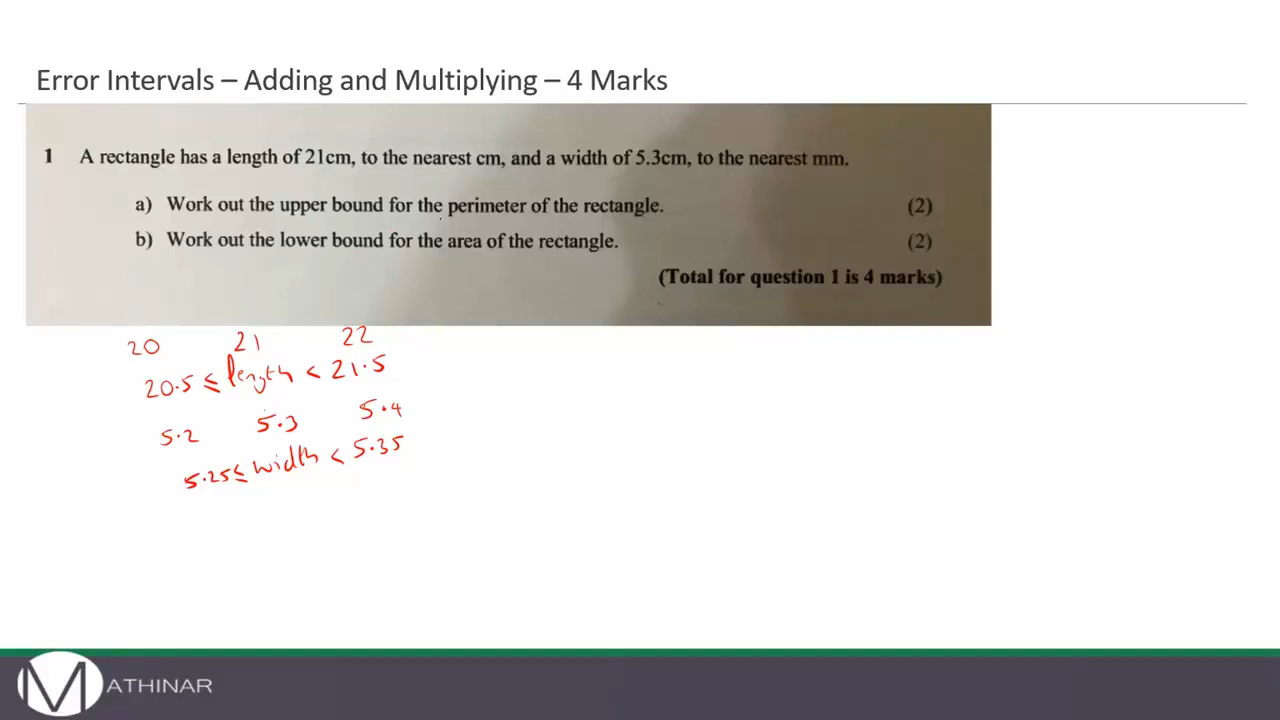 Error Intervals – Adding and Multiplying – 4 Marks
1 A rectangle has a length of 21cm, to the nearest cm, and a width of 5.3cm, to the nearest mm.
a) Work out the upper bound for the perimeter of the rectangle. (2)
b) Work out the lower bound for the area of the rectangle. (2)
(Total for question 1 is 4 marks)
20 21 22
20.5 ≤ length < 21.5
5.2 5.3 5.4
5.25 ≤ width < 5.35
MATHINAR